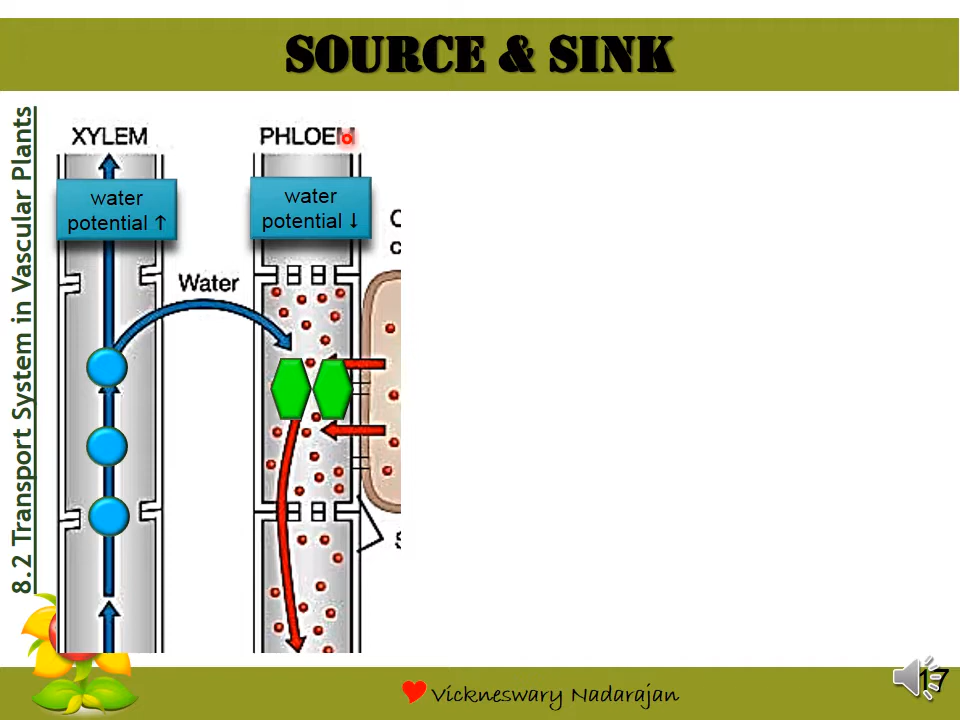 SOURCE & SINK
8.2 Transport System in Vascular Plants
XYLEM
PHLOEM
water
potential ↑
water
potential ↓
C
c
Water
S
Vickneswary Nadarajan
17